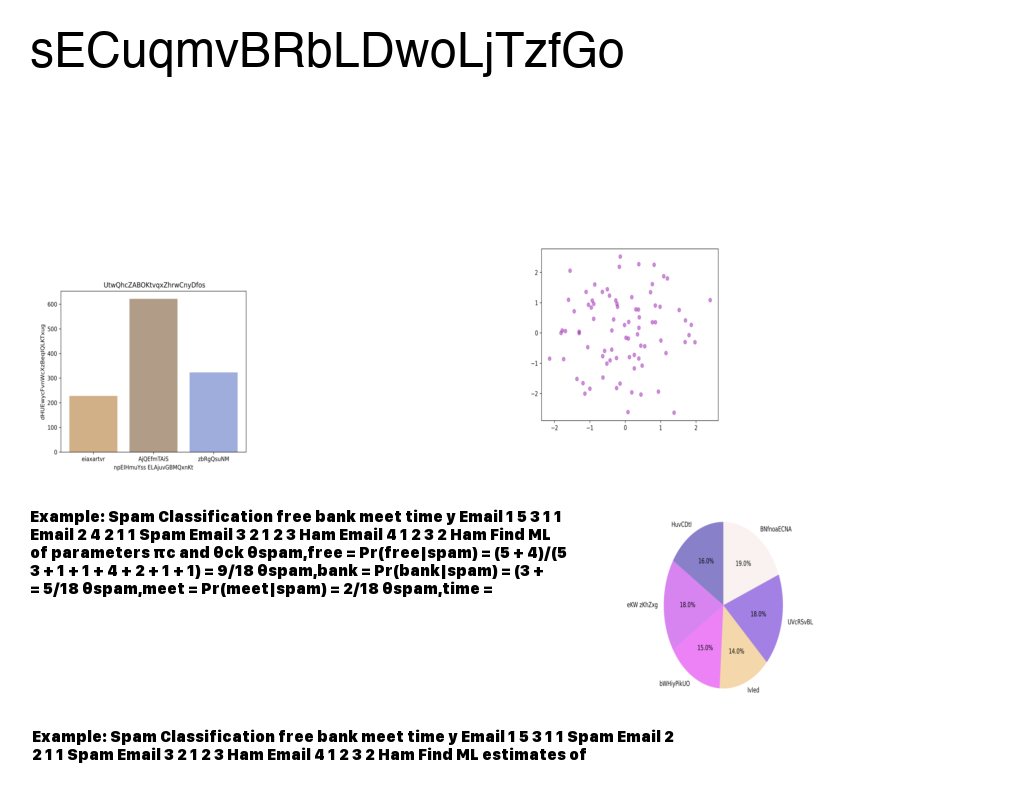 sECuqmvBRbLDwoLjTzfGo
UtwQhcZABOKtvqxZhrwCnyDfos
600
500
400
300
200
100
0
eiaxartvr AjQEfmTAiS zbRgQsuNM
npEIHmuYss ELAjuvGBMQxnKt
2
1
0
−1
−2
−2 −1 0 1 2
Example: Spam Classification free bank meet time y Email 1 5 3 1 1
Email 2 4 2 1 1 Spam Email 3 2 1 2 3 Ham Email 4 1 2 3 2 Ham Find ML
of parameters πc and θck θspam,free = Pr(free|spam) = (5 + 4)/(5
3 + 1 + 1 + 4 + 2 + 1 + 1) = 9/18 θspam,bank = Pr(bank|spam) = (3 +
= 5/18 θspam,meet = Pr(meet|spam) = 2/18 θspam,time =
HuvCDtI
BNfnoaECNA
16.0%
19.0%
eKW zKhZxg
18.0%
18.0%
UVcRSvBL
15.0%
14.0%
bWHiyPikUO
Example: Spam Classification free bank meet time y Email 1 5 3 1 1 Spam Email 2
2 1 1 Spam Email 3 2 1 2 3 Ham Email 4 1 2 3 2 Ham Find ML estimates of